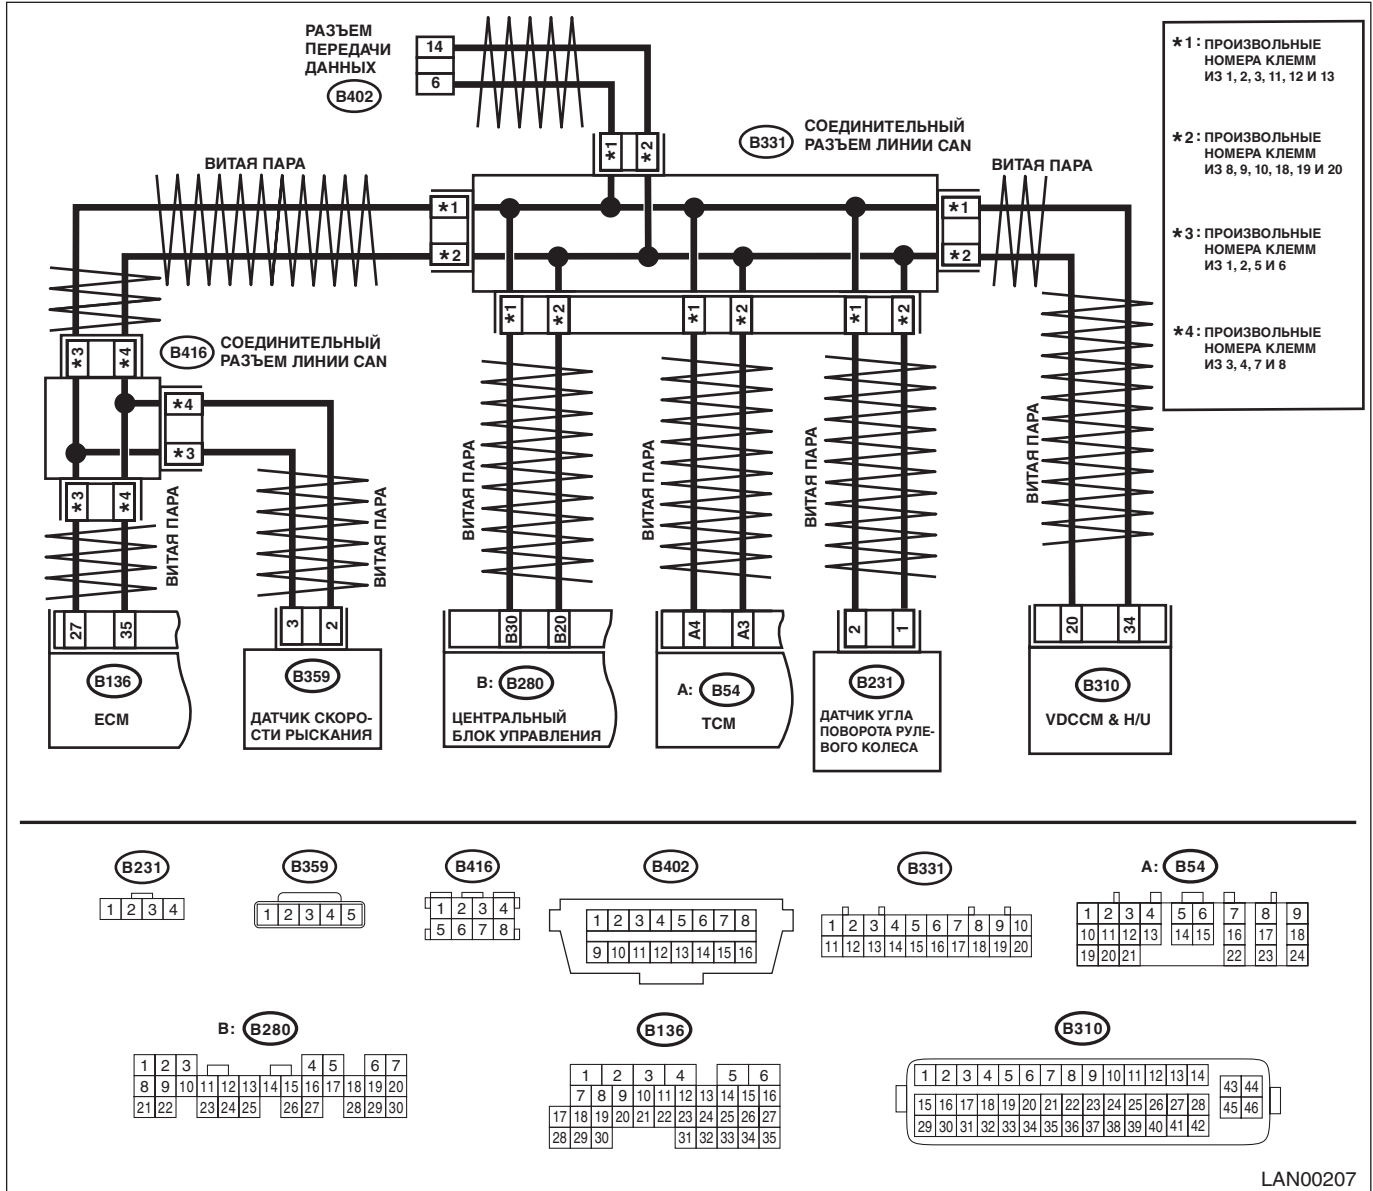 РАЗЪЕМ
ПЕРЕДАЧИ
ДАННЫХ
B402
14
6
*1
*2
B331
СОЕДИНИТЕЛЬНЫЙ
РАЗЪЕМ ЛИНИИ CAN
*1: ПРОИЗВОЛЬНЫЕ
НОМЕРА КЛЕММ
ИЗ 1, 2, 3, 11, 12 И 13
*2: ПРОИЗВОЛЬНЫЕ
НОМЕРА КЛЕММ
ИЗ 8, 9, 10, 18, 19 И 20
*3: ПРОИЗВОЛЬНЫЕ
НОМЕРА КЛЕММ
ИЗ 1, 2, 5 И 6
*4: ПРОИЗВОЛЬНЫЕ
НОМЕРА КЛЕММ
ИЗ 3, 4, 7 И 8
ВИТАЯ ПАРА
ВИТАЯ ПАРА
*1
*2
*1
*2
*1
*2
*1
*2
*1
*2
*3
*4
B416
СОЕДИНИТЕЛЬНЫЙ
РАЗЪЕМ ЛИНИИ CAN
*4
*3
*3
*4
ВИТАЯ ПАРА
ВИТАЯ ПАРА
ВИТАЯ ПАРА
ВИТАЯ ПАРА
ВИТАЯ ПАРА
ВИТАЯ ПАРА
27
35
B136
ECM
3
2
B359
ДАТЧИК СКОРО-
СТИ РЫСКАНИЯ
B30
B20
B: B280
ЦЕНТРАЛЬНЫЙ
БЛОК УПРАВЛЕНИЯ
A4
A3
A: B54
TCM
2
1
B231
ДАТЧИК УГЛА
ПОВОРОТА РУЛЕ-
ВОГО КОЛЕСА
20
34
B310
VDCCM & H/U
B231
1 2 3 4
B359
1 2 3 4 5
B416
1 2 3 4
5 6 7 8
B402
1 2 3 4 5 6 7 8
9 10 11 12 13 14 15 16
B331
1 2 3 4 5 6 7 8 9 10
11 12 13 14 15 16 17 18 19 20
A: B54
1 2 3 4 5 6 7 8 9
10 11 12 13 14 15 16 17 18
19 20 21 22 23 24
B: B280
1 2 3 4 5 6 7
8 9 10 11 12 13 14 15 16 17 18 19 20
21 22 23 24 25 26 27 28 29 30
B136
1 2 3 4 5 6
7 8 9 10 11 12 13 14 15 16
17 18 19 20 21 22 23 24 25 26 27
28 29 30 31 32 33 34 35
B310
1 2 3 4 5 6 7 8 9 10 11 12 13 14
15 16 17 18 19 20 21 22 23 24 25 26 27 28
29 30 31 32 33 34 35 36 37 38 39 40 41 42
43 44
45 46
LAN00207